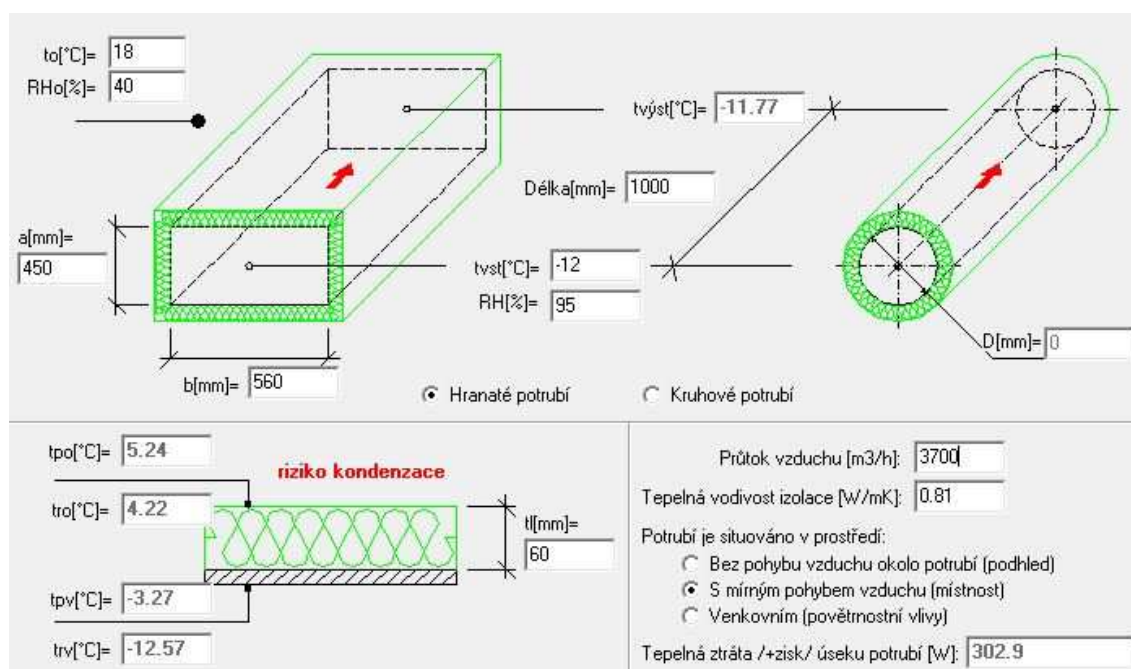 to[°C]= 18
RHo[%]= 40
tvýst[°C]= -11.77
Délka[mm]= 1000
a[mm]=
450
tvst[°C]= -12
RH[%]= 95
D[mm]= 0
b[mm]= 560
Hranaté potrubí
Kruhové potrubí
tpo[°C]= 5.24
riziko kondenzace
tro[°C]= 4.22
tl[mm]=
60
tpv[°C]= -3.27
trv[°C]= -12.57
Průtok vzduchu [m3/h]: 3700
Tepelná vodivost izolace [W/mK]: 0.81
Potrubí je situováno v prostředí:
Bez pohybu vzduchu okolo potrubí (podhled)
S mírným pohybem vzduchu (místnost)
Venkovním (povětrnostní vlivy)
Tepelná ztráta /+zisk/ úseku potrubí [W]: 302.9